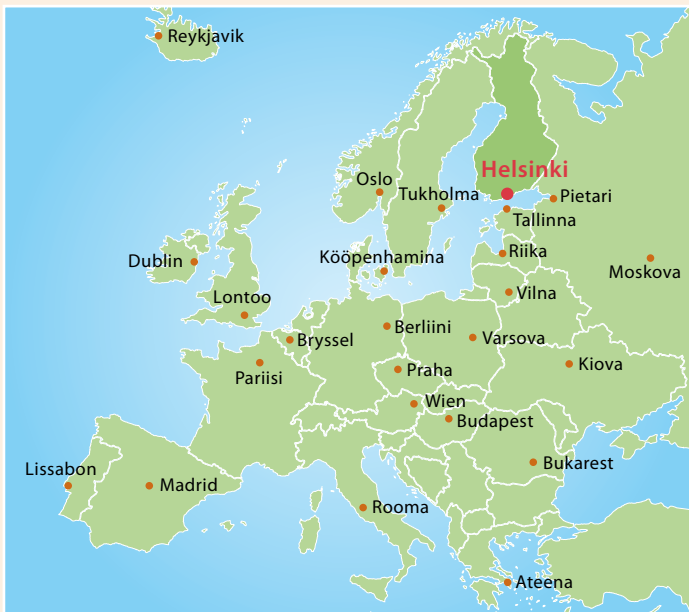 Reykjavik
Helsinki
Oslo
Tukholma
Pietari
Tallinna
Dublin
Kööpenhamina
Riika
Moskova
Lontoo
Vilna
Berliini
Bryssel
Varsova
Pariisi
Praha
Kiova
Wien
Budapest
Lissabon
Madrid
Bukarest
Rooma
Ateena